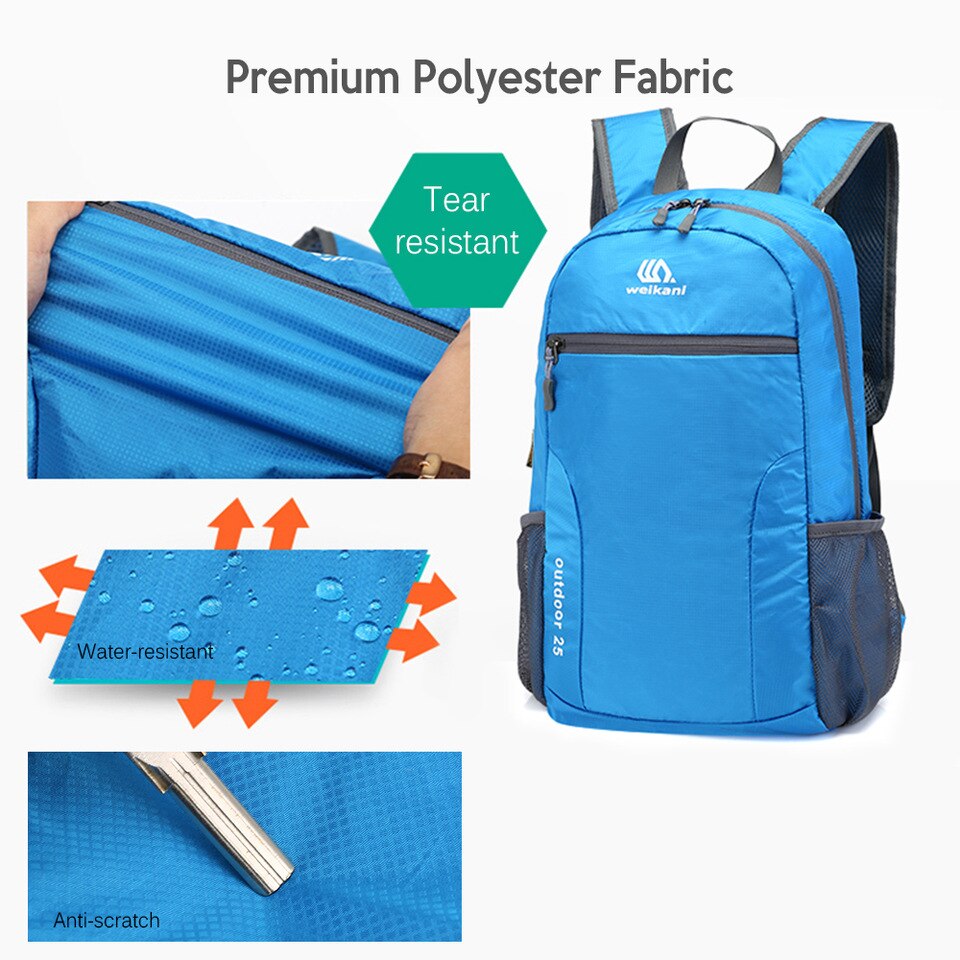 Premium Polyester Fabric
Tear
resistant
weikani
outdoor 25
Water-resistant
Anti-scratch